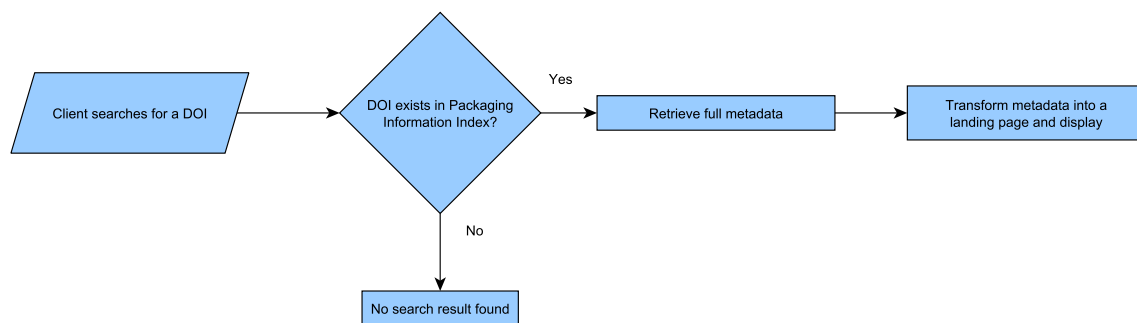 Client searches for a DOI
DOI exists in Packaging
Information Index?
Yes
Retrieve full metadata
Transform metadata into a
landing page and display
No
No search result found